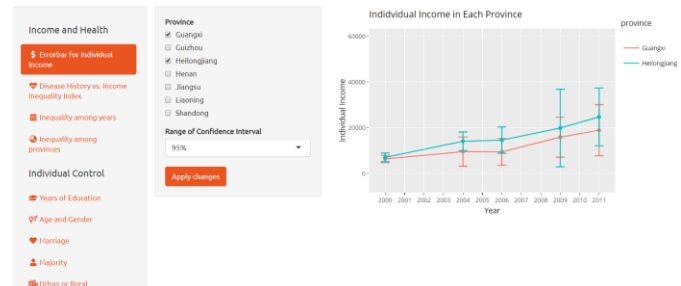 Income and Health
$ Errorbar for Individual
Income
Disease History vs. Income
Inequality Index
Inequality among years
Inequality among
provinces
Individual Control
Years of Education
Age and Gender
Marriage
Majority
Urban or Rural
Province
Guangxi
Guizhou
Heilongjiang
Henan
Jiangsu
Liaoning
Shandong
Range of Confidence Interval
95%
Apply changes
Indidvidual Income in Each Province
Individual Income
60000
40000
20000
0
2000 2001 2002 2003 2004 2005 2006 2007 2008 2009 2010 2011
Year
province
Guangxi
Heilongjiang